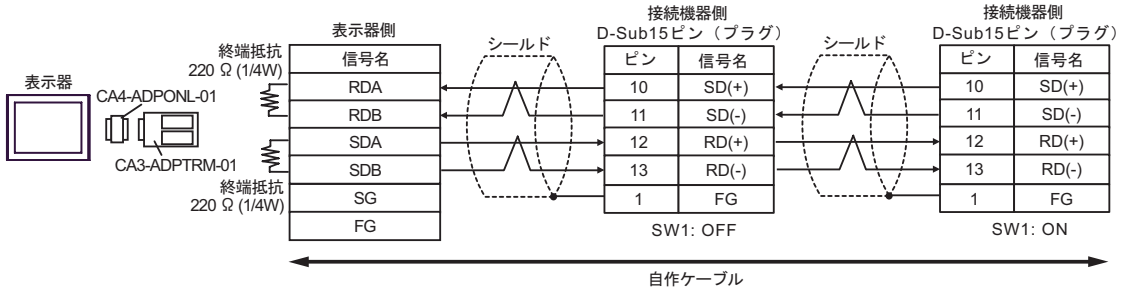 表示器
CA4-ADPONL-01
CA3-ADPTRM-01
終端抵抗
220 Ω (1/4W)
終端抵抗
220 Ω (1/4W)
表示器側
信号名
RDA
RDB
SDA
SDB
SG
FG
シールド
接続機器側
D-Sub15ピン（プラグ）
ピン 信号名
10 SD(+)
11 SD(-)
12 RD(+)
13 RD(-)
1 FG
SW1: OFF
シールド
接続機器側
D-Sub15ピン（プラグ）
ピン 信号名
10 SD(+)
11 SD(-)
12 RD(+)
13 RD(-)
1 FG
SW1: ON
自作ケーブル